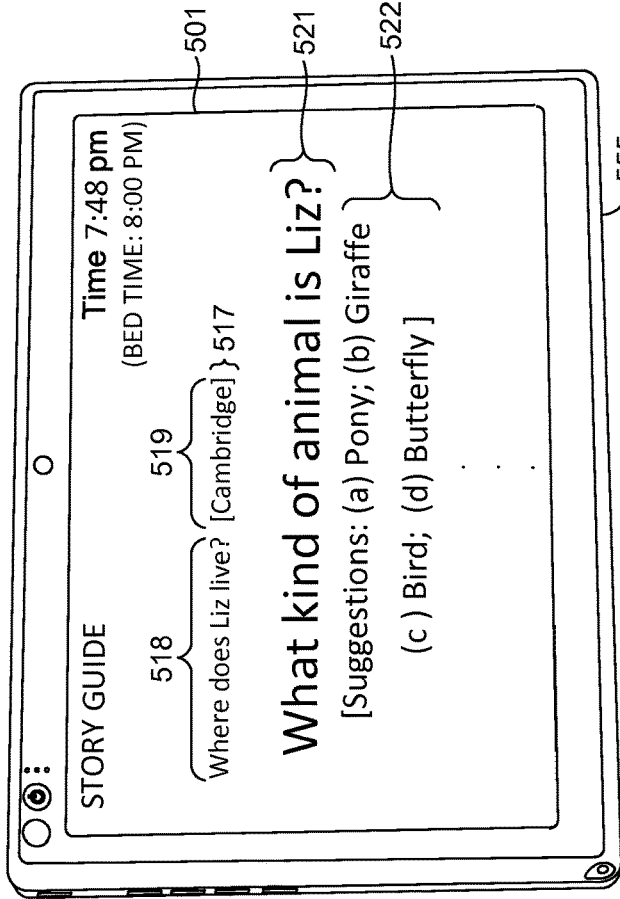 STORY GUIDE
Time 7:48 pm
(BED TIME: 8:00 PM)
501
518
519
Where does Liz live? [Cambridge] } 517
What kind of animal is Liz?
521
[Suggestions: (a) Pony; (b) Giraffe
(c ) Bird; (d) Butterfly ]
522